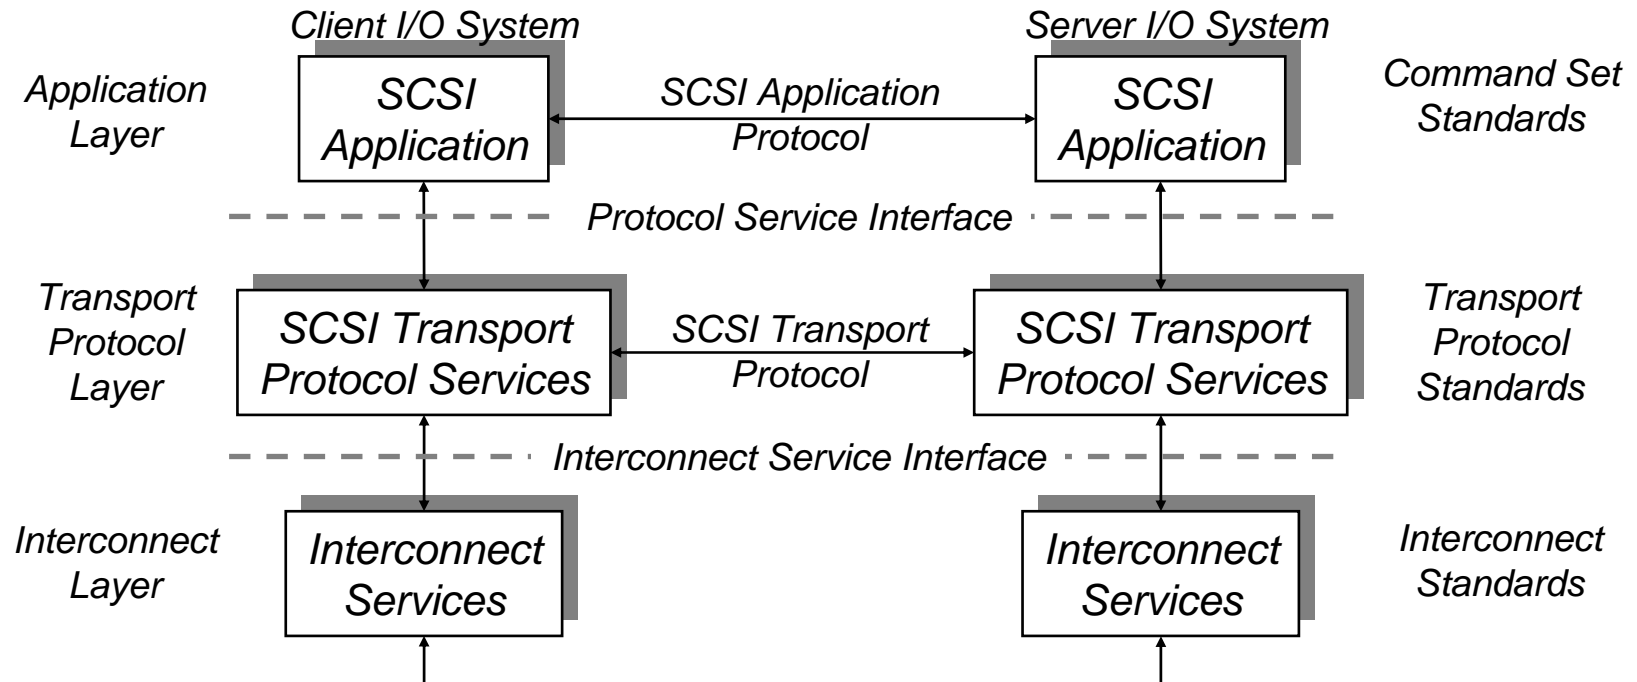 Client I/O System
Server I/O System
Application
Layer
SCSI
Application
SCSI Application
Protocol
SCSI
Application
Command Set
Standards
Protocol Service Interface
Transport
Protocol
Layer
SCSI Transport
Protocol Services
SCSI Transport
Protocol
SCSI Transport
Protocol Services
Transport
Protocol
Standards
Interconnect Service Interface
Interconnect
Layer
Interconnect
Services
Interconnect
Services
Interconnect
Standards